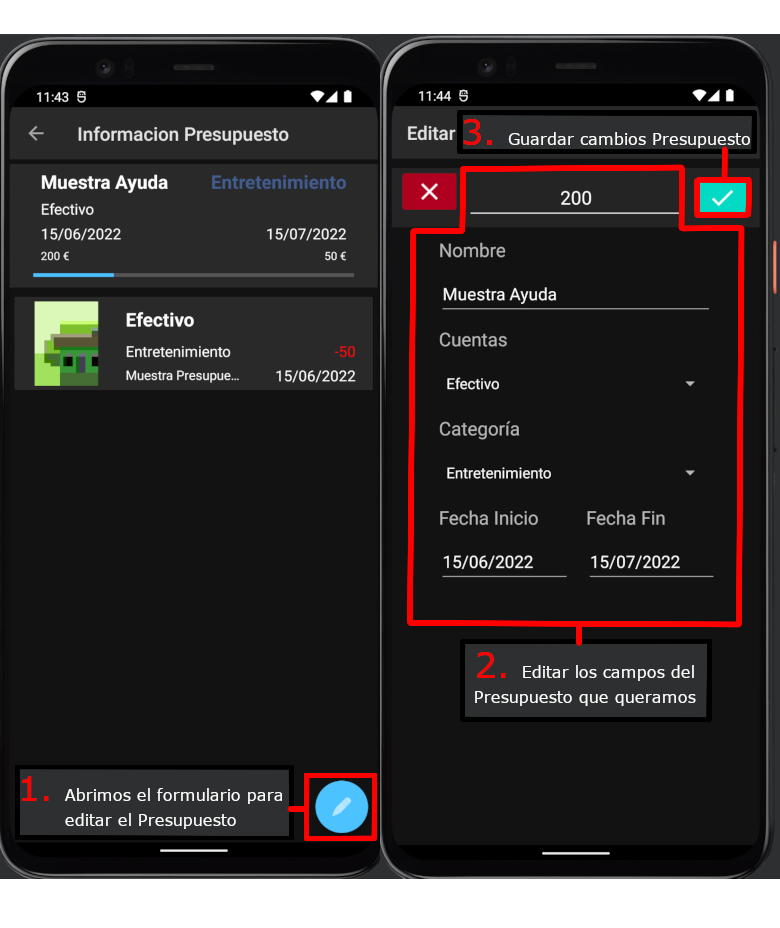 11:43
Informacion Presupuesto
Muestra Ayuda Entretenimiento
Efectivo
15/06/2022 15/07/2022
200 € 50 €
Efectivo
Entretenimiento -50
Muestra Presupue... 15/06/2022
1. Abrimos el formulario para
editar el Presupuesto
11:44
Editar
3. Guardar cambios Presupuesto
200
Nombre
Muestra Ayuda
Cuentas
Efectivo
Categoría
Entretenimiento
Fecha Inicio Fecha Fin
15/06/2022 15/07/2022
2. Editar los campos del
Presupuesto que queramos